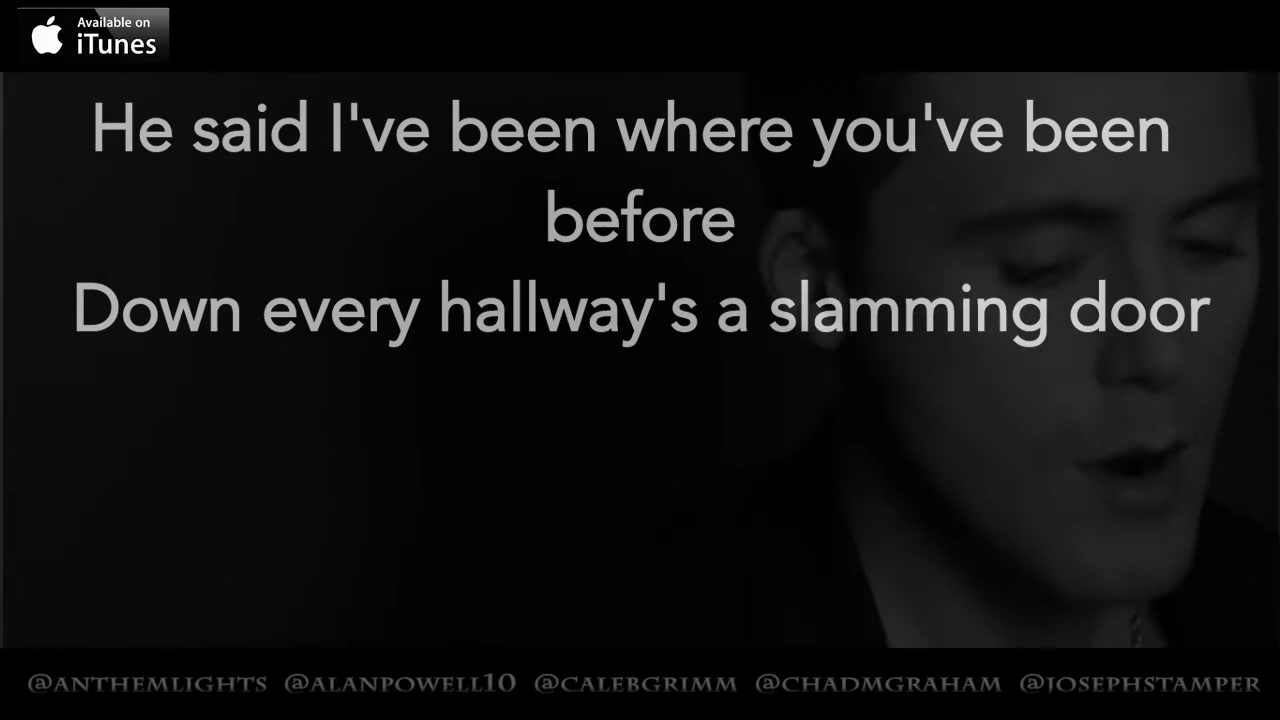 Available on
iTunes
He said I've been where you've been
before
Down every hallway's a slamming door
@ANTHEMLIGHTS @ALANPOWELL10 @CALEBGRIMM @CHADMGRAHAM @JOSEPHSTAMPER